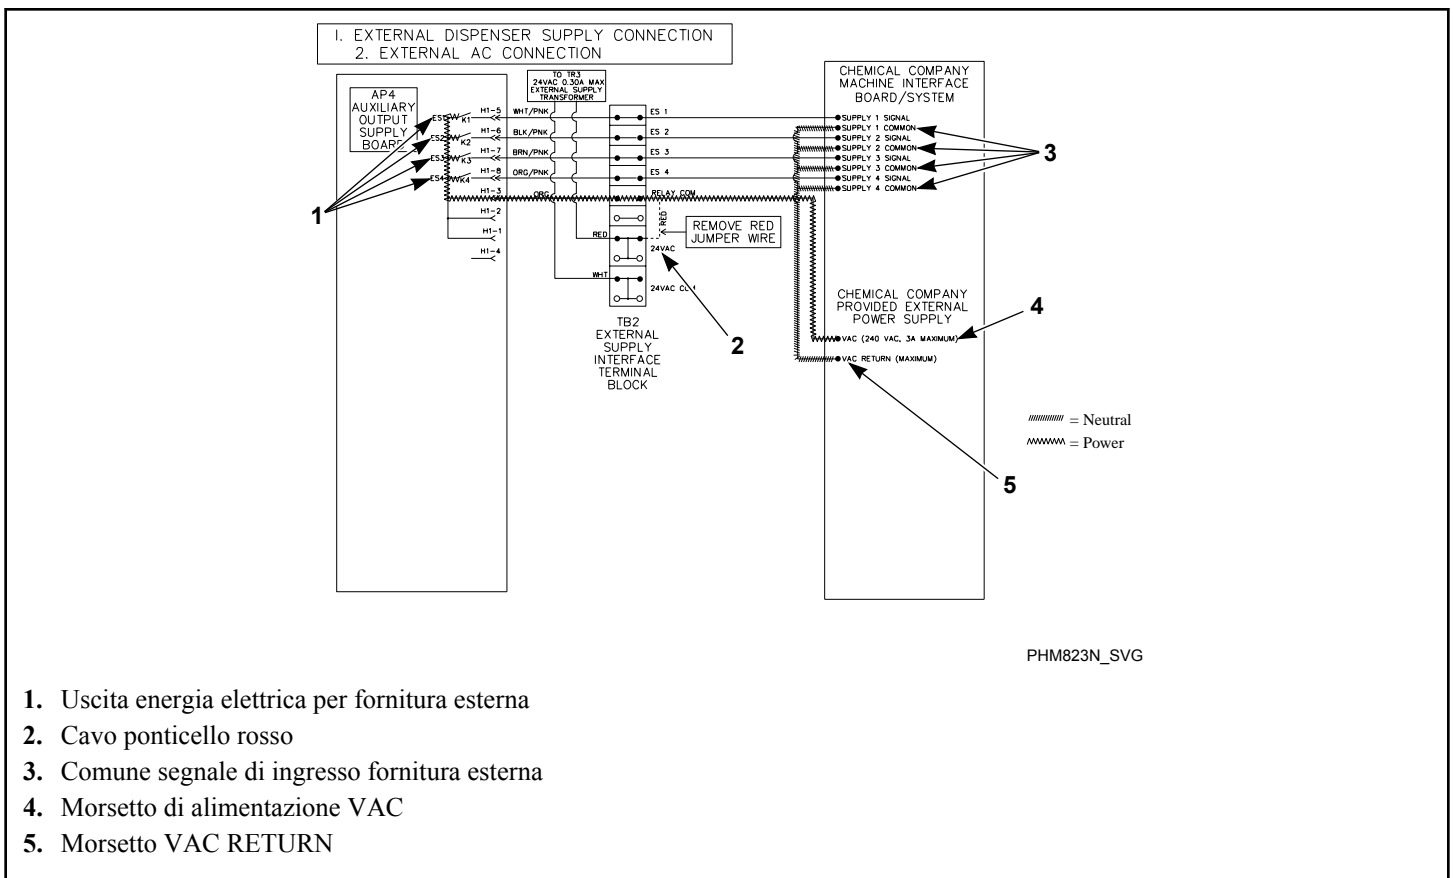 1. EXTERNAL DISPENSER SUPPLY CONNECTION
2. EXTERNAL AC CONNECTION
TO TR3
24VAC 0.30A MAX
EXTERNAL SUPPLY
TRANSFORMER
CHEMICAL COMPANY
MACHINE INTERFACE
BOARD/SYSTEM
AP4
AUXILIARY
OUTPUT
SUPPLY
BOARD
ES1 K1 H1-5 WHT/PNK ES 1
ES2 K2 H1-6 BLK/PNK ES 2
ES3 K3 H1-7 BRN/PNK ES 3
ES4 K4 H1-8 ORG/PNK ES 4
H1-3 ORG RELAY COM
H1-2
H1-1
H1-4
SUPPLY 1 SIGNAL
SUPPLY 1 COMMON
SUPPLY 2 SIGNAL
SUPPLY 2 COMMON
SUPPLY 3 SIGNAL
SUPPLY 3 COMMON
SUPPLY 4 SIGNAL
SUPPLY 4 COMMON
3
1
RED
REMOVE RED
JUMPER WIRE
RED
24VAC
WHT
24VAC
TB2
EXTERNAL
SUPPLY
INTERFACE
TERMINAL
BLOCK
2
CHEMICAL COMPANY
PROVIDED EXTERNAL
POWER SUPPLY
4
VAC (240 VAC, 3A MAXIMUM)
VAC RETURN (MAXIMUM)
= Neutral
= Power
5
PHM823N_SVG
1. Uscita energia elettrica per fornitura esterna
2. Cavo ponticello rosso
3. Comune segnale di ingresso fornitura esterna
4. Morsetto di alimentazione VAC
5. Morsetto VAC RETURN